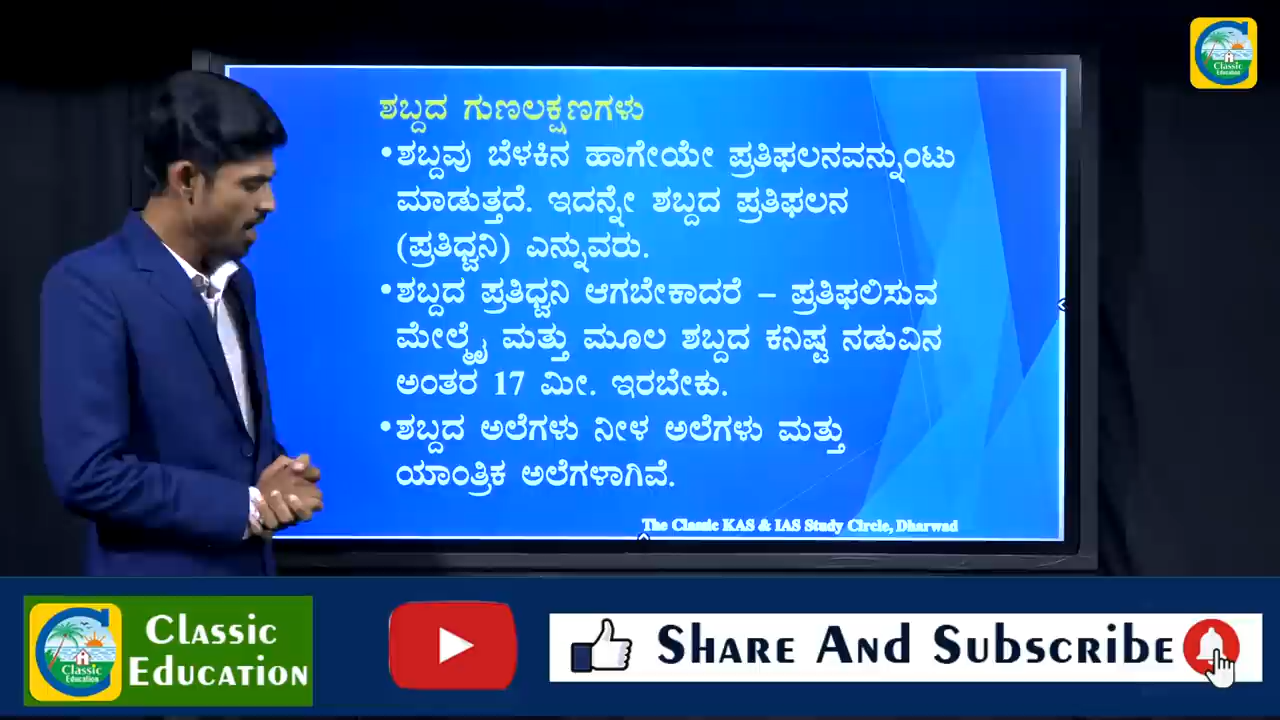 Classic
Education
ಶಬ್ದದ ಗುಣಲಕ್ಷಣಗಳು
•ಶಬ್ದವು ಬೆಳಕಿನ ಹಾಗೇಯೇ ಪ್ರತಿಫಲನವನ್ನುಂಟು
ಮಾಡುತ್ತದೆ. ಇದನ್ನೇ ಶಬ್ದದ ಪ್ರತಿಫಲನ
(ಪ್ರತಿಧ್ವನಿ) ಎನ್ನುವರು.
•ಶಬ್ದದ ಪ್ರತಿಧ್ವನಿ ಆಗಬೇಕಾದರೆ – ಪ್ರತಿಫಲಿಸುವ
ಮೇಲ್ಮೈ ಮತ್ತು ಮೂಲ ಶಬ್ದದ ಕನಿಷ್ಟ ನಡುವಿನ
ಅಂತರ 17 ಮೀ. ಇರಬೇಕು.
•ಶಬ್ದದ ಅಲೆಗಳು ನೀಳ ಅಲೆಗಳು ಮತ್ತು
ಯಾಂತ್ರಿಕ ಅಲೆಗಳಾಗಿವೆ.
The Classic KAS & IAS Study Circle, Dharwad
Classic
Education
Classic
Education
Share And Subscribe